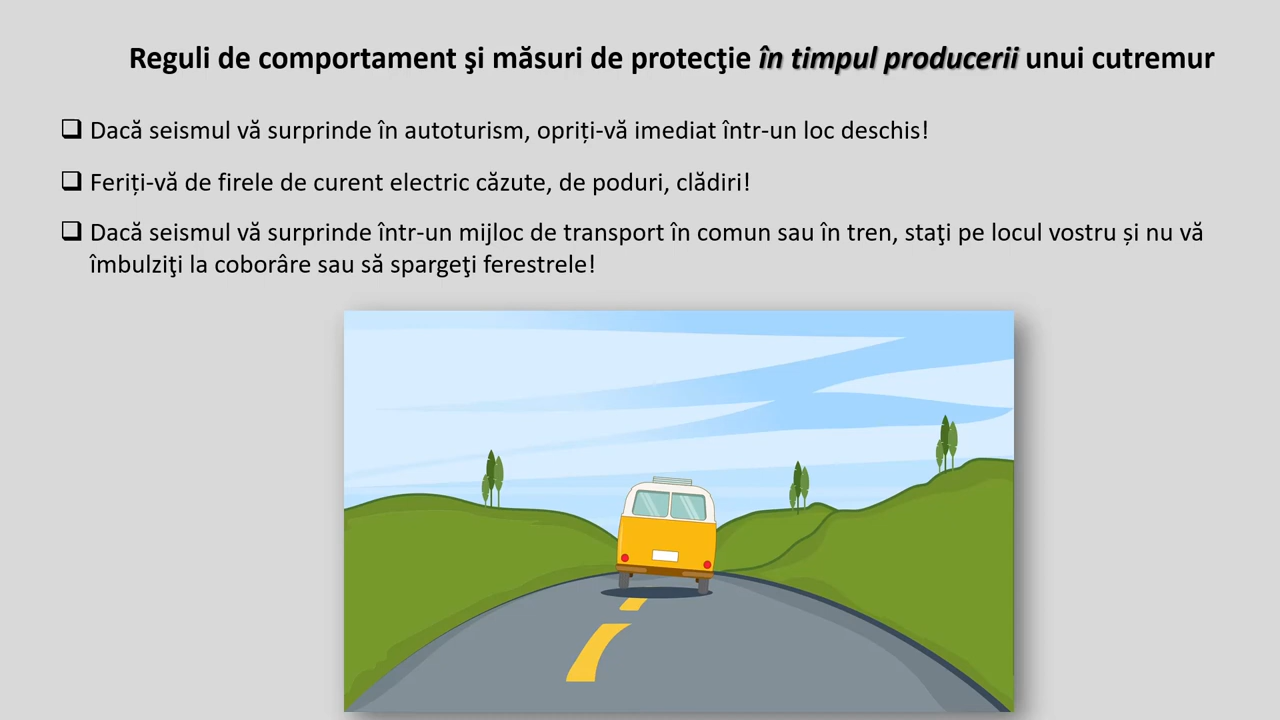 Reguli de comportament şi măsuri de protecţie în timpul producerii unui cutremur
❑ Dacă seismul vă surprinde în autoturism, opriți-vă imediat într-un loc deschis!
❑ Feriți-vă de firele de curent electric căzute, de poduri, clădiri!
❑ Dacă seismul vă surprinde într-un mijloc de transport în comun sau în tren, staţi pe locul vostru și nu vă
îmbulziţi la coborâre sau să spargeţi ferestrele!